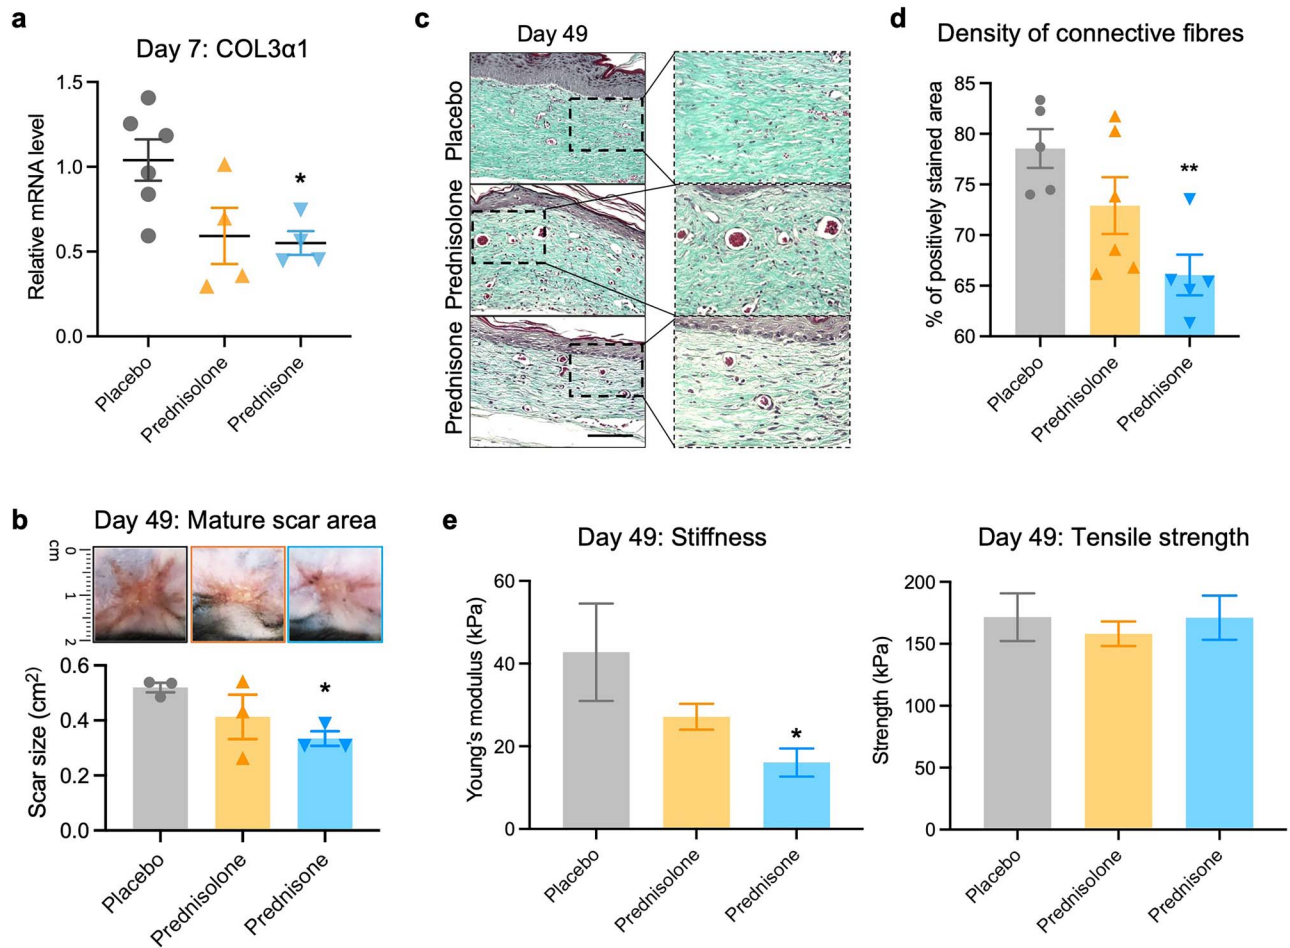 a
Day 7: COL3α1
Relative mRNA level
1.5
1.0
0.5
0.0
*
Placebo
Prednisolone
Prednisone
b
Day 49: Mature scar area
cm
0
1
2
Scar size (cm²)
0.6
0.4
0.2
0.0
*
Placebo
Prednisolone
Prednisone
c
Day 49
Placebo
Prednisolone
Prednisone
d
Density of connective fibres
% of positively stained area
85
80
75
70
65
60
**
Placebo
Prednisolone
Prednisone
e
Day 49: Stiffness
Young's modulus (kPa)
60
40
20
0
*
Placebo
Prednisolone
Prednisone
Day 49: Tensile strength
Strength (kPa)
200
150
100
50
0
Placebo
Prednisolone
Prednisone